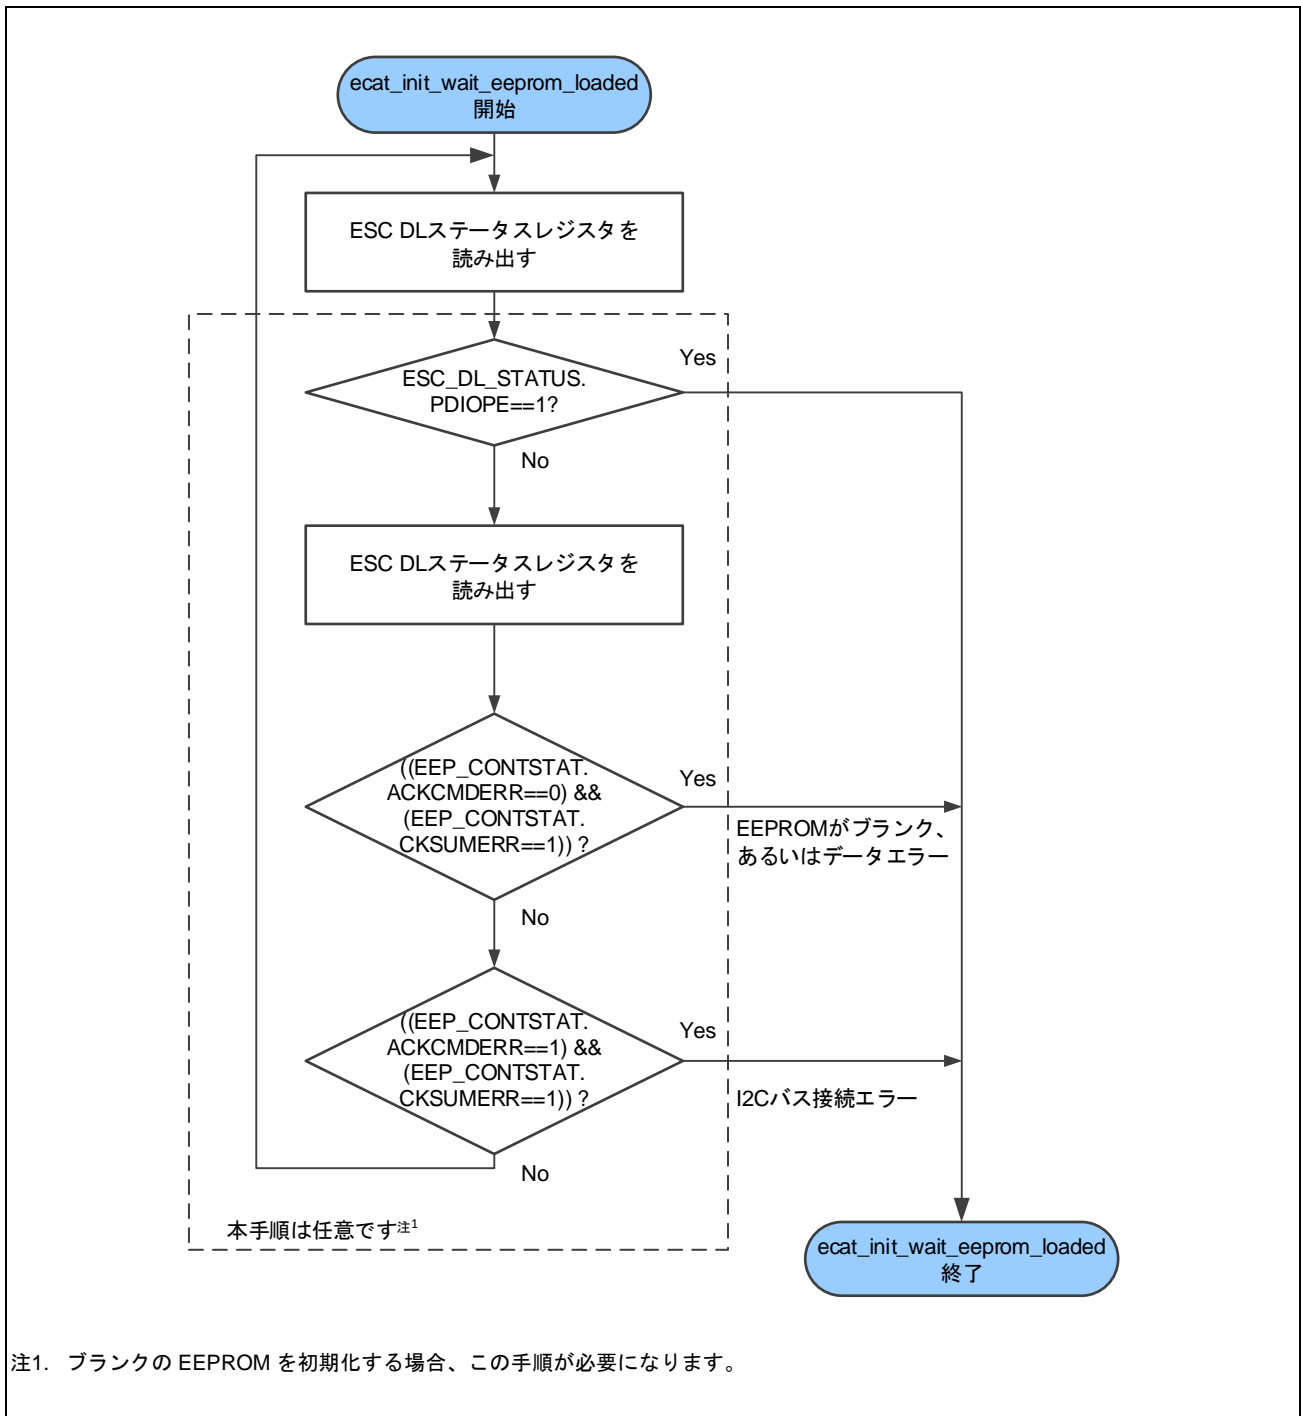 ecat_init_wait_eeprom_loaded
開始
ESC DLステータスレジスタを
読み出す
ESC_DL_STATUS.
PDIOPE==1?
Yes
No
ESC DLステータスレジスタを
読み出す
((EEP_CONTSTAT.
ACKCMDERR==0) &&
(EEP_CONTSTAT.
CKSUMERR==1)) ?
Yes
EEPROMがブランク、
あるいはデータエラー
No
((EEP_CONTSTAT.
ACKCMDERR==1) &&
(EEP_CONTSTAT.
CKSUMERR==1)) ?
Yes
I2Cバス接続エラー
No
本手順は任意です注1
ecat_init_wait_eeprom_loaded
終了
注1. ブランクの EEPROM を初期化する場合、この手順が必要になります。